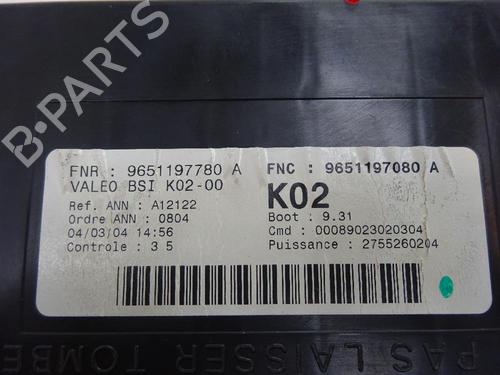 B-PARTS
FNR : 9651197780 A FNC : 9651197080 A
VALEO BSI K02-00 K02
Ref. ANN : A12122 Boot : 9.31
Ordre ANN : 0804 Cmd : 00089023020304
04/03/04 14:56 Puissance : 2755260204
Controle : 3 5
PAS LAISSER TOMBE